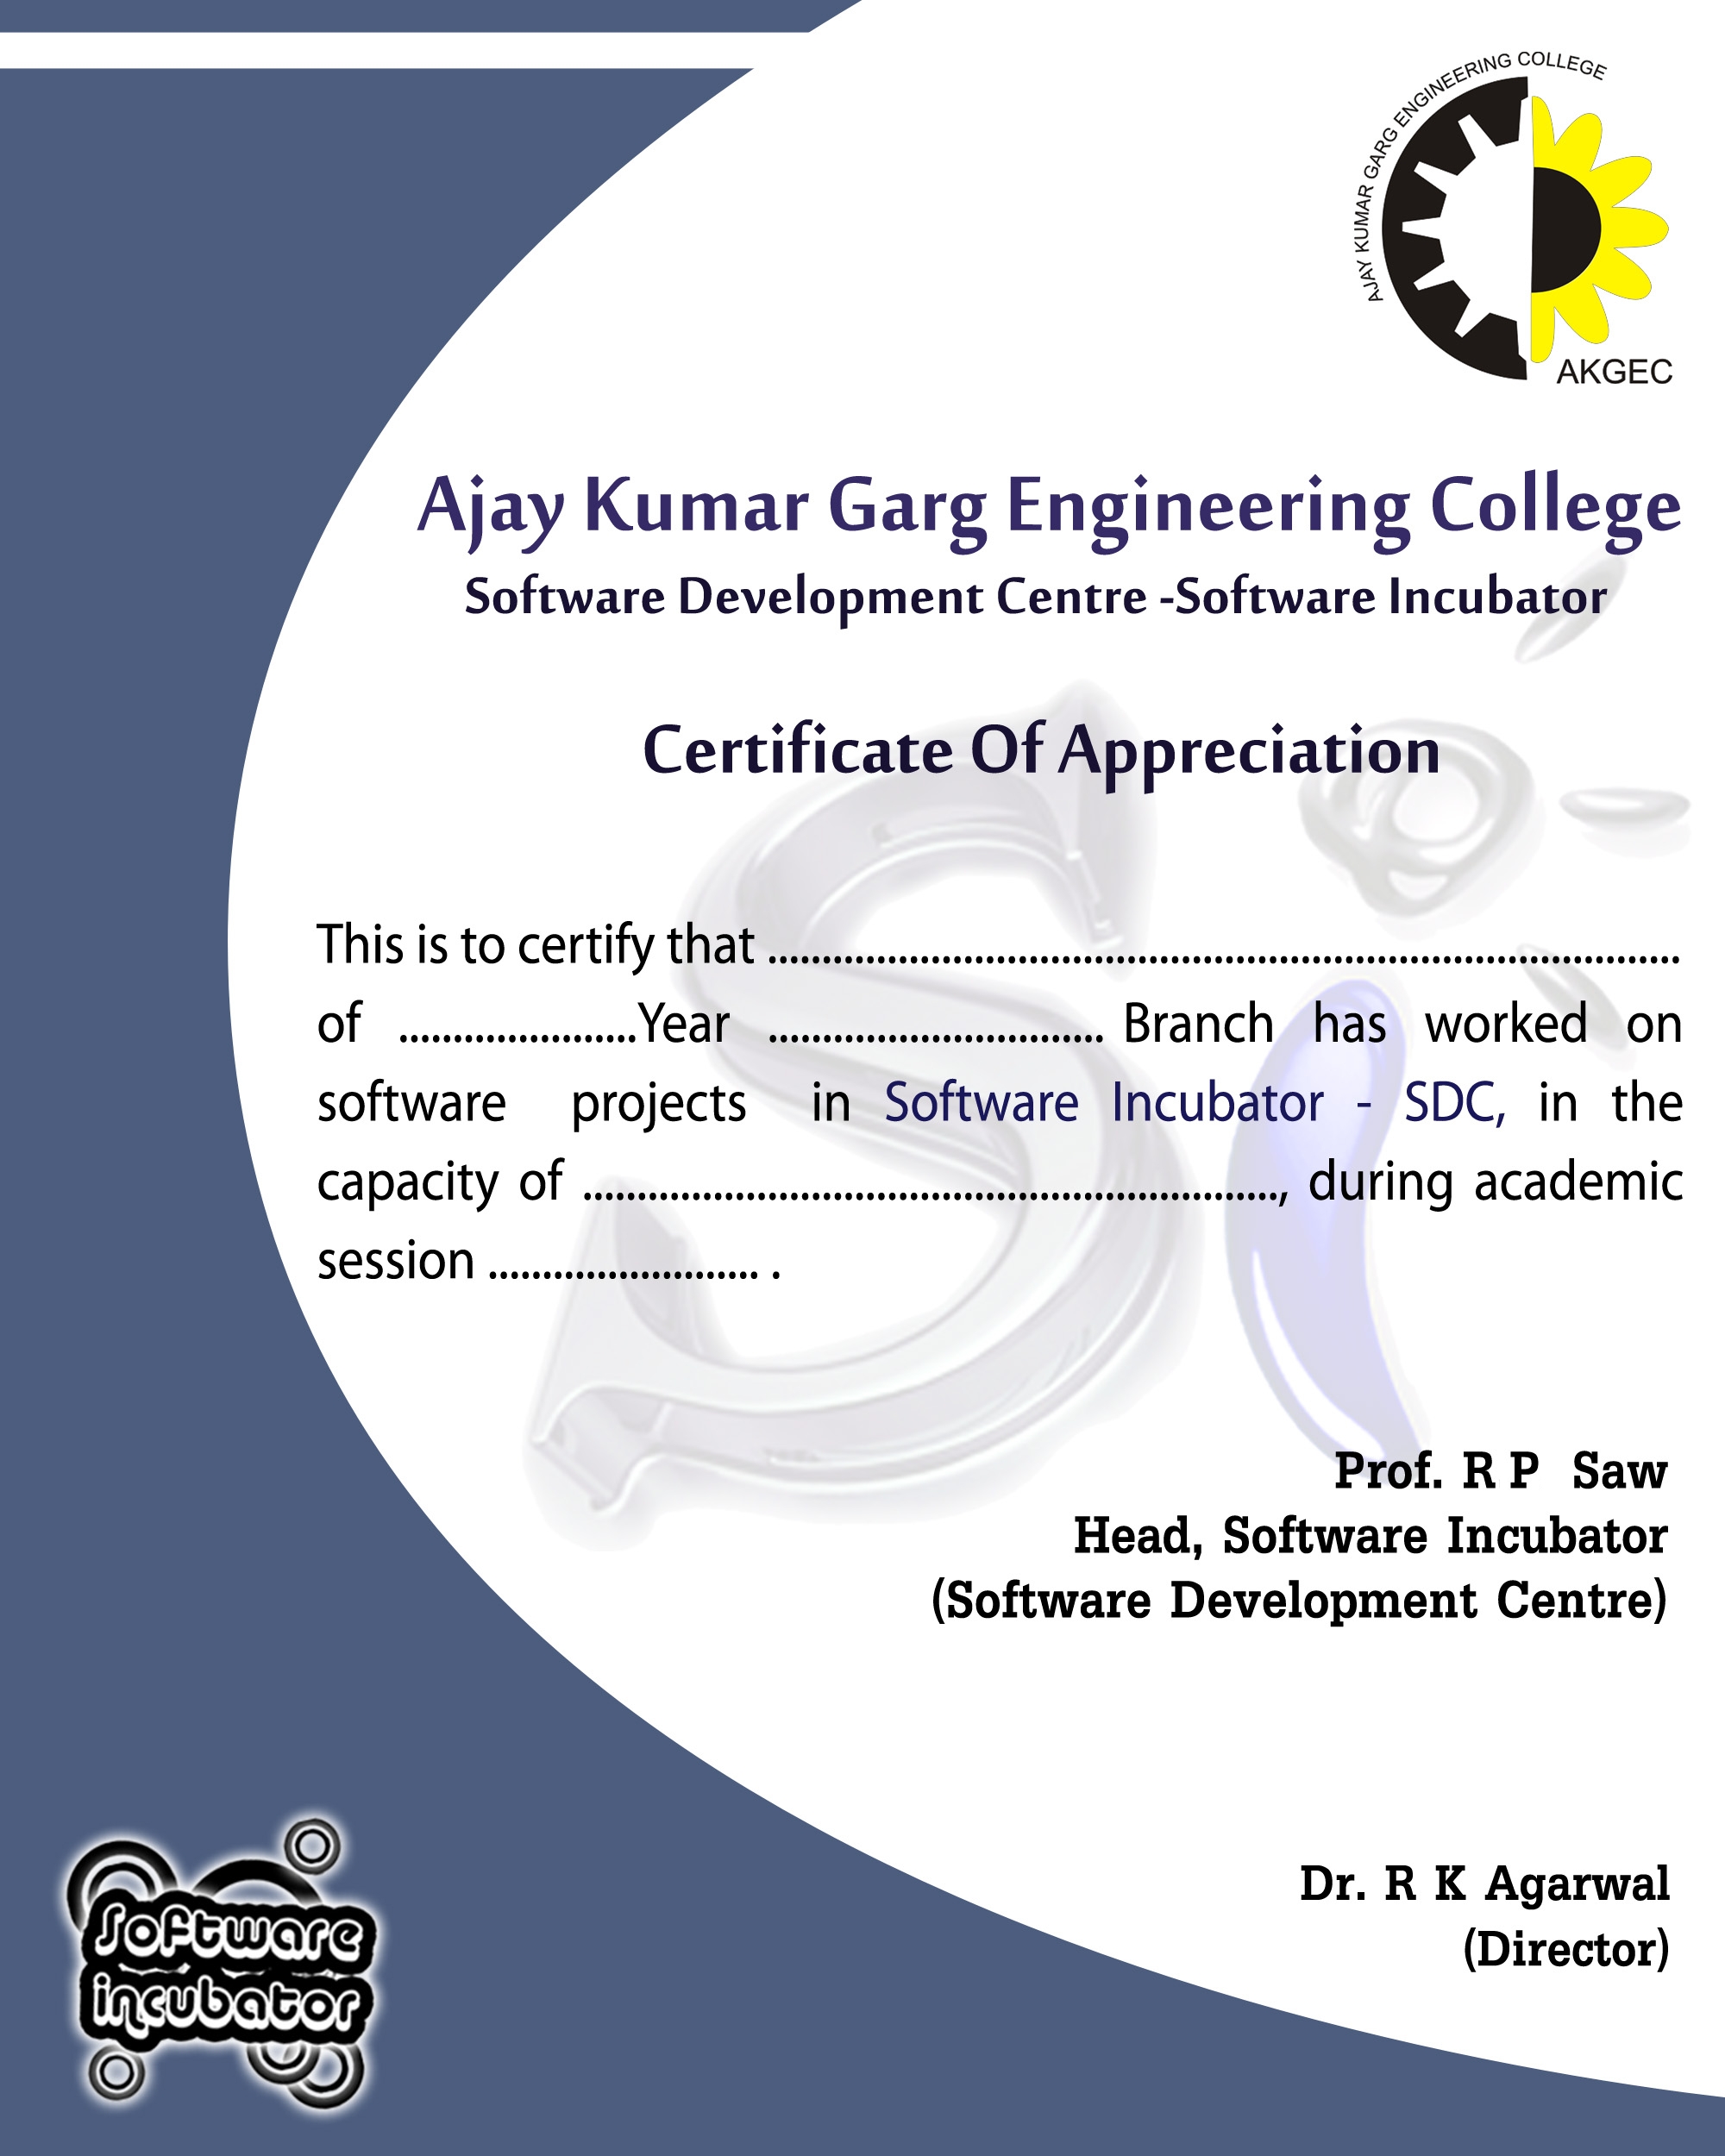 AJAY KUMAR GARG ENGINEERING COLLEGE
AKGEC
Ajay Kumar Garg Engineering College
Software Development Centre -Software Incubator
Certificate Of Appreciation
This is to certify that ....................................................................................
of ......................Year ............................... Branch has worked on
software projects in Software Incubator - SDC, in the
capacity of ................................................................, during academic
session ......................... .
Prof. R P Saw
Head, Software Incubator
(Software Development Centre)
Dr. R K Agarwal
(Director)
Software
incubator
Si